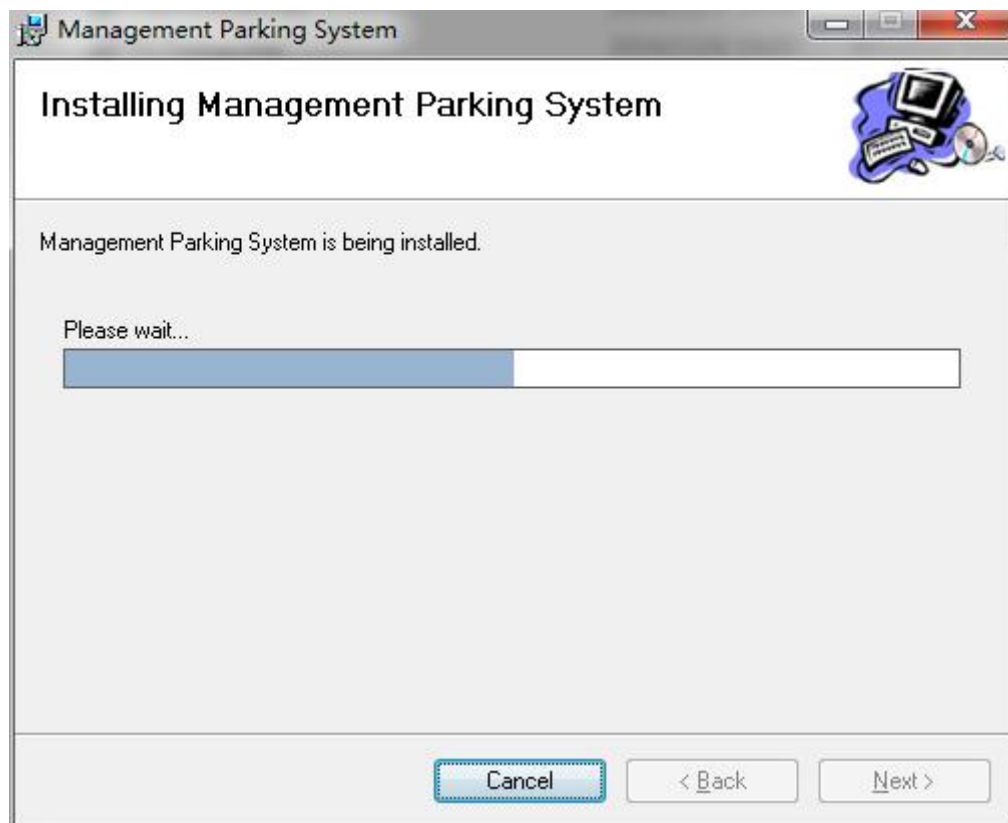 Management Parking System
Installing Management Parking System
Management Parking System is being installed.
Please wait...
Cancel
< Back
Next >